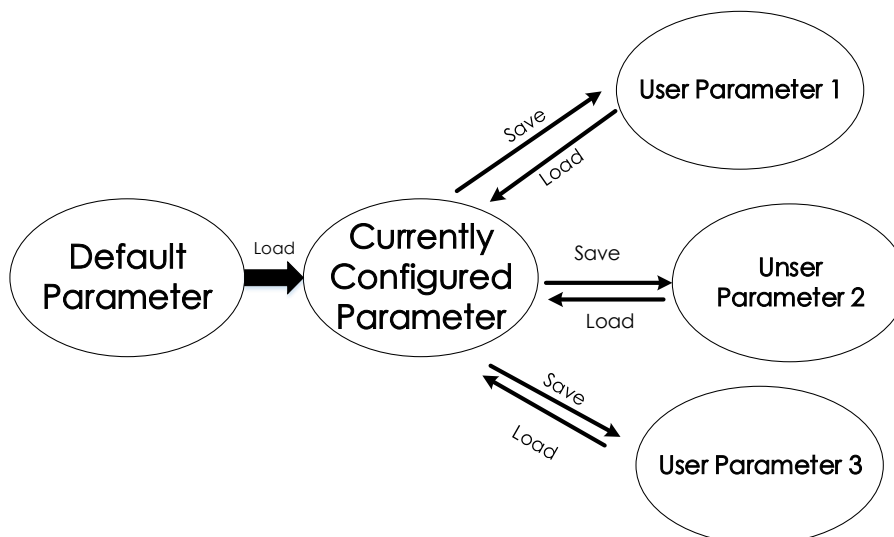 Default
Parameter
Load
Currently
Configured
Parameter
Save
Load
User Parameter 1
Save
Load
Unser
Parameter 2
Save
Load
User Parameter 3